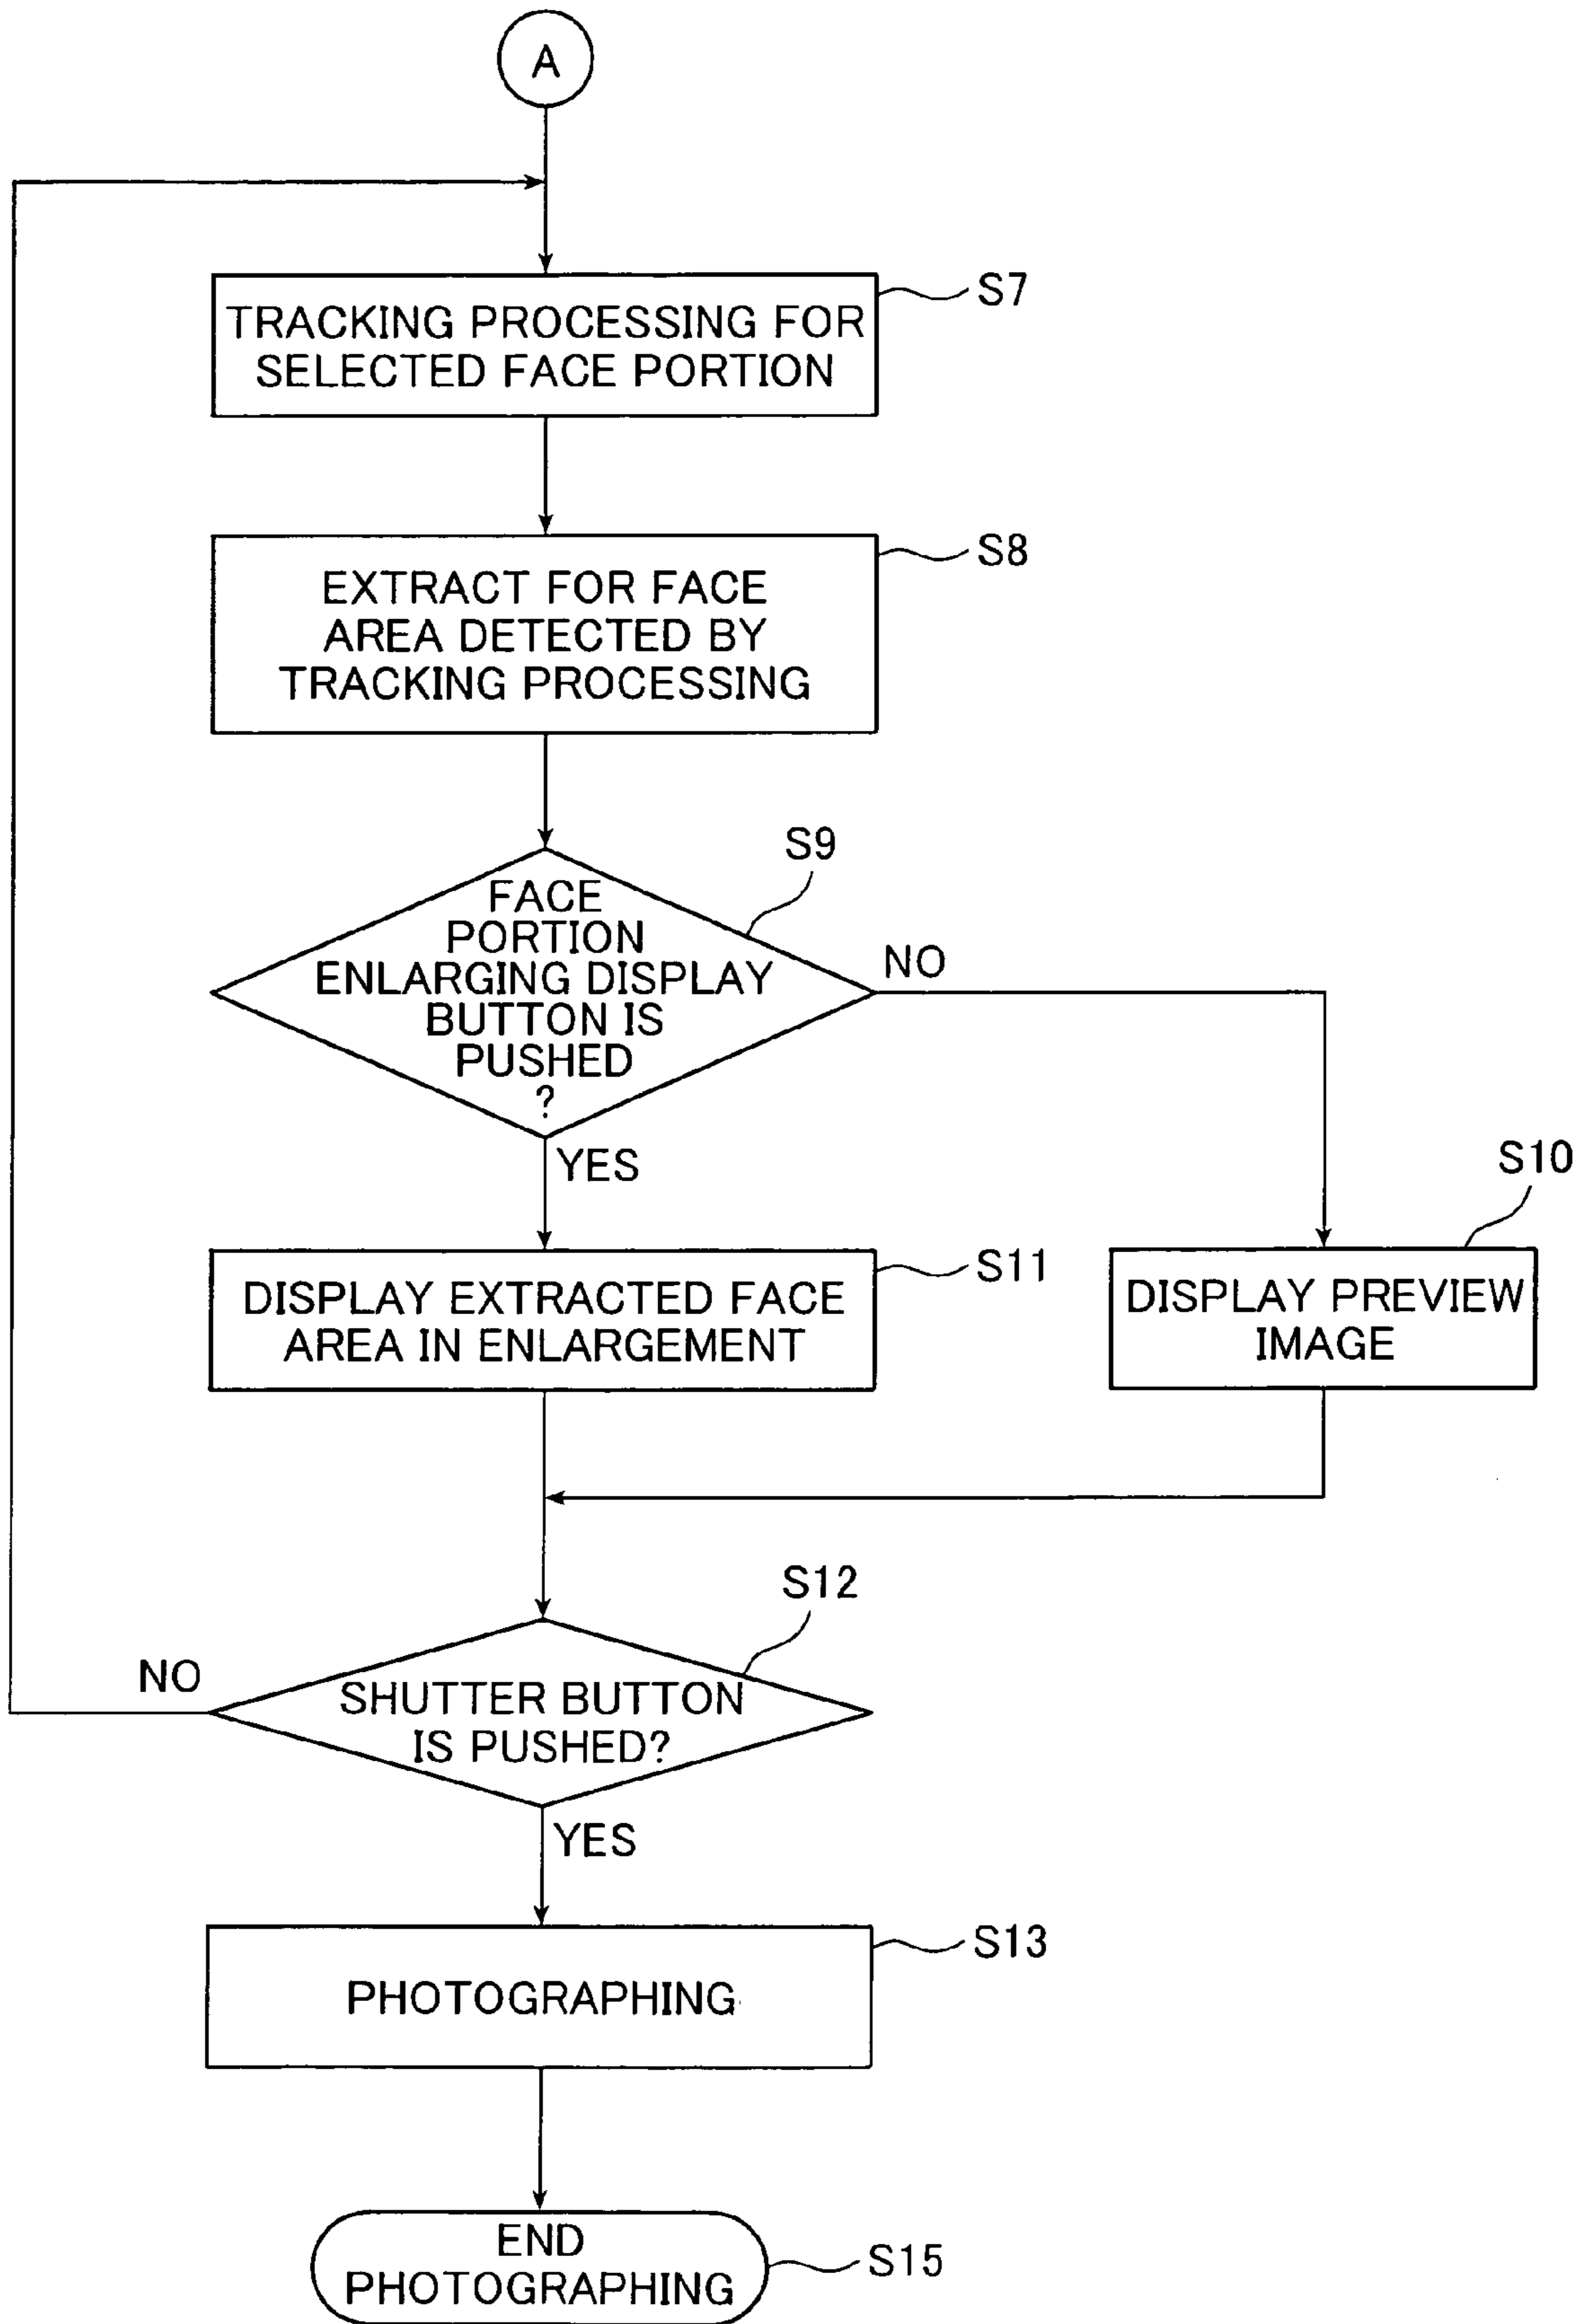 A
S7
TRACKING PROCESSING FOR
SELECTED FACE PORTION
S8
EXTRACT FOR FACE
AREA DETECTED BY
TRACKING PROCESSING
S9
FACE
PORTION
ENLARGING DISPLAY
BUTTON IS
PUSHED
?
NO
YES
S10
S11
DISPLAY EXTRACTED FACE
AREA IN ENLARGEMENT
DISPLAY PREVIEW
IMAGE
S12
NO
SHUTTER BUTTON
IS PUSHED?
YES
S13
PHOTOGRAPHING
END
PHOTOGRAPHING
S15